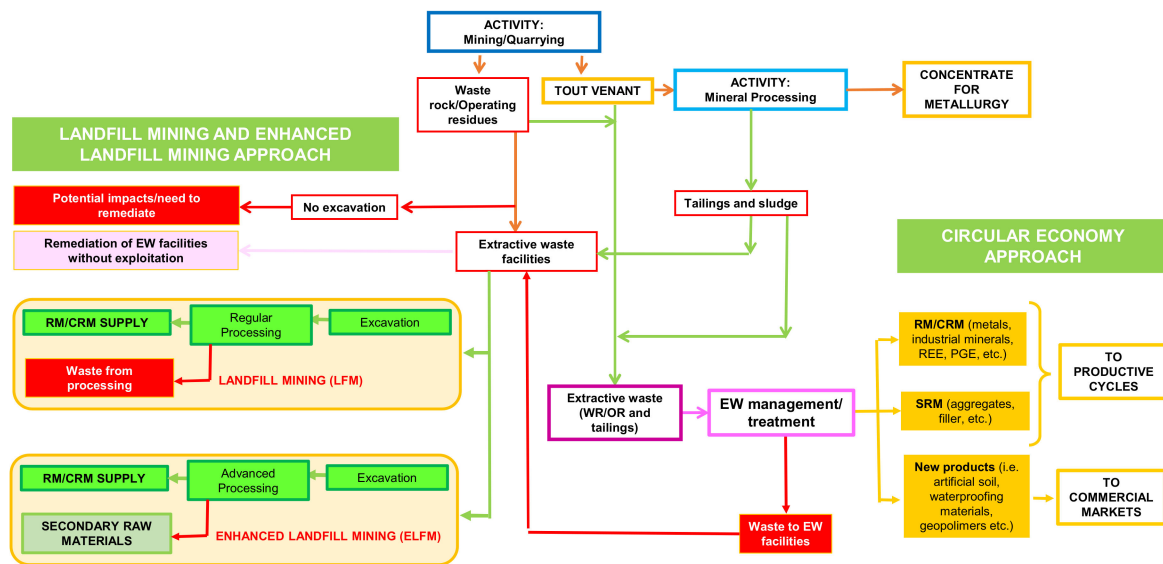 ACTIVITY:
Mining/Quarrying
Waste
rock/Operating
residues
TOUT VENANT
ACTIVITY:
Mineral Processing
CONCENTRATE
FOR
METALLURGY
LANDFILL MINING AND ENHANCED
LANDFILL MINING APPROACH
Potential impacts/need to
remediate
No excavation
Tailings and sludge
Remediation of EW facilities
without exploitation
Extractive waste
facilities
CIRCULAR ECONOMY
APPROACH
RM/CRM SUPPLY
Regular
Processing
Excavation
Waste from
processing
LANDFILL MINING (LFM)
RM/CRM (metals,
industrial minerals,
REE, PGE, etc.)
TO
PRODUCTIVE
CYCLES
Extractive waste
(WR/OR and
tailings)
EW management/
treatment
SRM (aggregates,
filler, etc.)
RM/CRM SUPPLY
Advanced
Processing
Excavation
SECONDARY RAW
MATERIALS
ENHANCED LANDFILL MINING (ELFM)
Waste to EW
facilities
New products (i.e.
artificial soil,
waterproofing
materials,
geopolimers etc.)
TO
COMMERCIAL
MARKETS